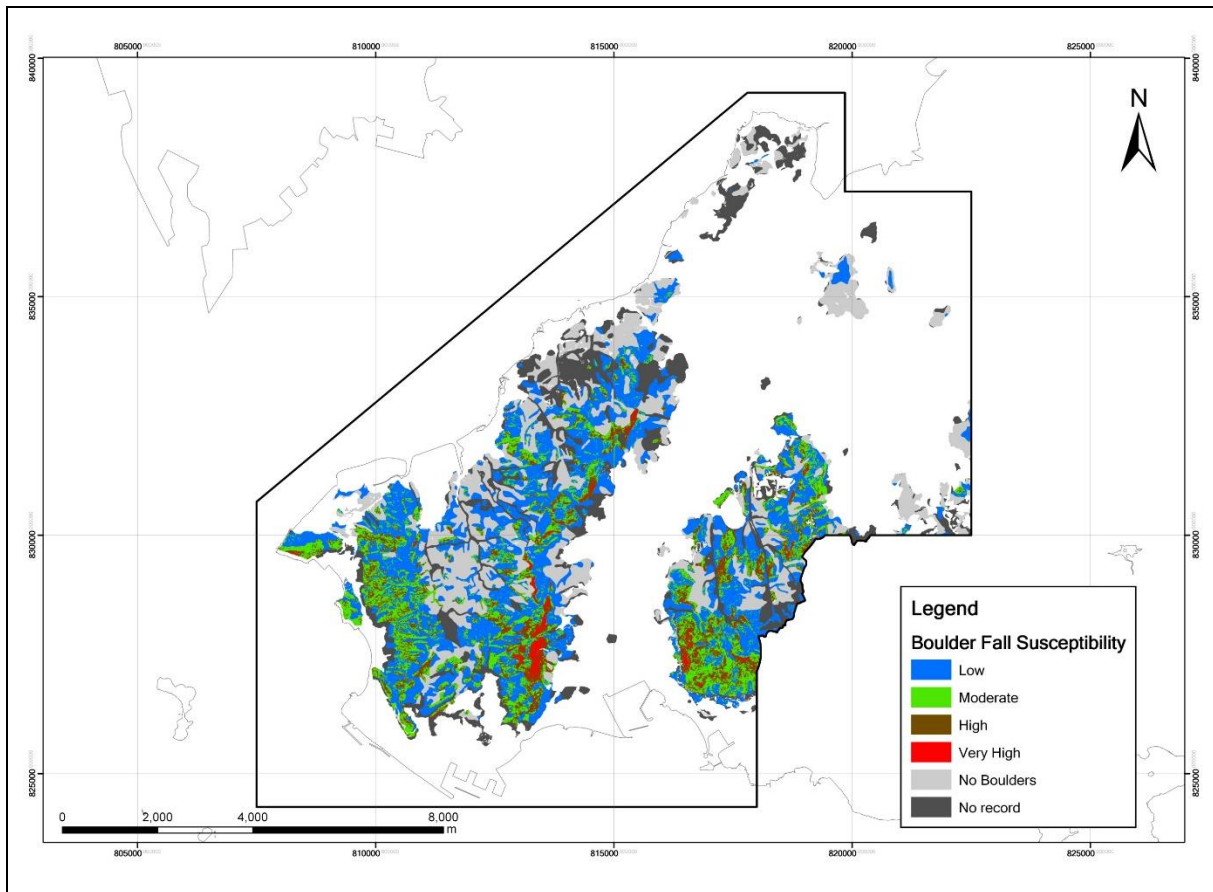 805000 810000 815000 820000 825000
840000 840000
N
835000 835000
830000 830000
825000 825000
Legend
Boulder Fall Susceptibility
Low
Moderate
High
Very High
No Boulders
No record
0 2,000 4,000 8,000
m
805000 810000 815000 820000 825000